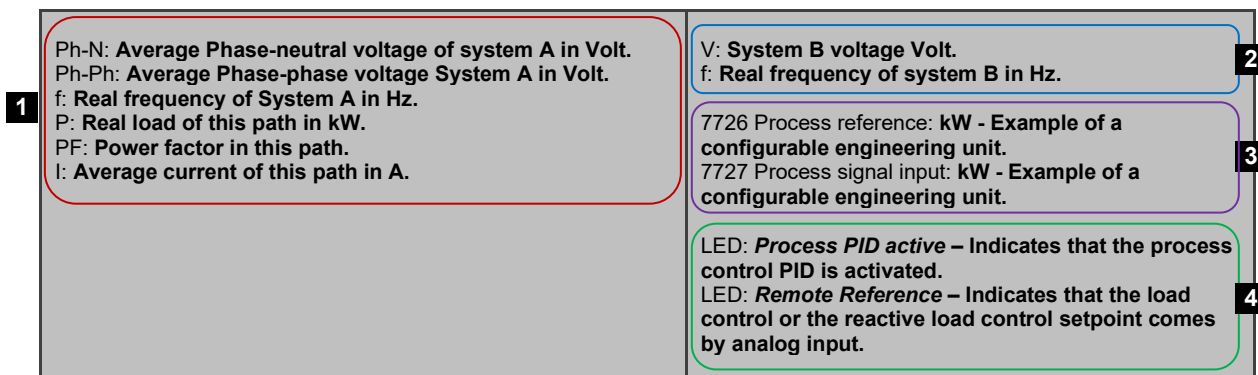 1
Ph-N: Average Phase-neutral voltage of system A in Volt.
Ph-Ph: Average Phase-phase voltage System A in Volt.
f: Real frequency of System A in Hz.
P: Real load of this path in kW.
PF: Power factor in this path.
I: Average current of this path in A.
V: System B voltage Volt.
f: Real frequency of system B in Hz.
2
7726 Process reference: kW - Example of a
configurable engineering unit.
7727 Process signal input: kW - Example of a
configurable engineering unit.
3
LED: Process PID active – Indicates that the process
control PID is activated.
LED: Remote Reference – Indicates that the load
control or the reactive load control setpoint comes
by analog input.
4